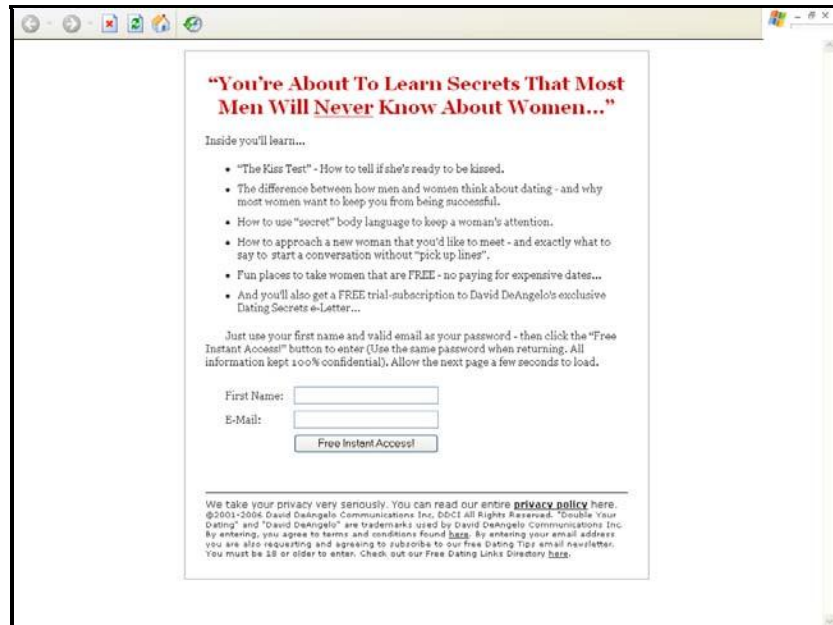 “You're About To Learn Secrets That Most
Men Will Never Know About Women...”
Inside you'll learn...
• “The Kiss Test” - How to tell if she's ready to be kissed.
• The difference between how men and women think about dating - and why
most women want to keep you from being successful.
• How to use “secret” body language to keep a woman's attention.
• How to approach a new woman that you'd like to meet - and exactly what to
say to start a conversation without “pick up lines”.
• Fun places to take women that are FREE - no paying for expensive dates...
• And you'll also get a FREE trial-subscription to David DeAngelo's exclusive
Dating Secrets e-Letter...
Just use your first name and valid email as your password - then click the “Free
Instant Access!” button to enter (Use the same password when returning. All
information kept 100% confidential). Allow the next page a few seconds to load.
First Name:
E-Mail:
Free Instant Access!
We take your privacy very seriously. You can read our entire privacy policy here.
©2001-2006 David DeAngelo Communications Inc, DDCI All Rights Reserved. "Double Your
Dating" and "David DeAngelo" are trademarks used by David DeAngelo Communications Inc.
By entering, you agree to terms and conditions found here. By entering your email address
you are also requesting and agreeing to subscribe to our free Dating Tips email newsletter.
You must be 18 or older to enter. Check out our Free Dating Links Directory here.